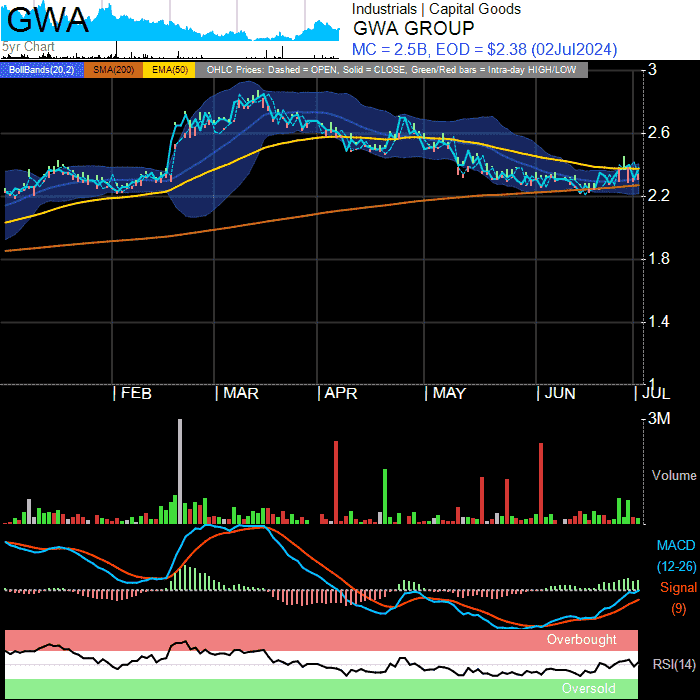 GWA
5yr Chart
Industrials | Capital Goods
GWA GROUP
MC = 2.5B, EOD = $2.38 (02Jul2024)
BollBands(20,2) SMA(200) EMA(50) OHLC Prices: Dashed = OPEN, Solid = CLOSE, Green/Red bars = Intra-day HIGH/LOW
3
2.6
2.2
1.8
1.4
1
FEB MAR APR MAY JUN JUL
3M
Volume
MACD
(12-26)
Signal
(9)
Overbought
RSI(14)
Oversold